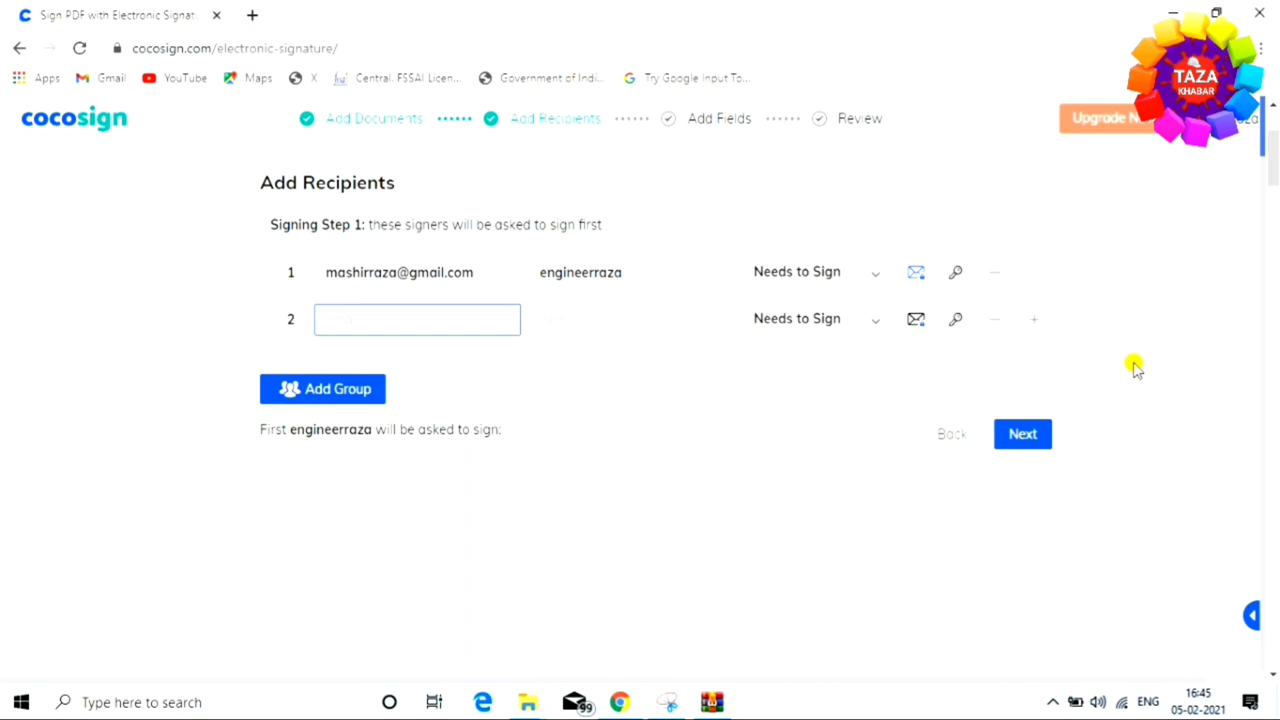 Sign PDF with Electronic Signat
cocosign.com/electronic-signature/
Apps Gmail YouTube Maps X Central. FSSAI Licen... Government of Indi... Try Google Input To...
TAZA
KHABAR
cocosign Add Documents Add Recipients Add Fields Review Upgrade
Add Recipients
Signing Step 1: these signers will be asked to sign first
1 mashirraza@gmail.com engineerraza Needs to Sign
2 Needs to Sign
Add Group
First engineerraza will be asked to sign:
Back Next
Type here to search 99 ENG 16:45
05-02-2021